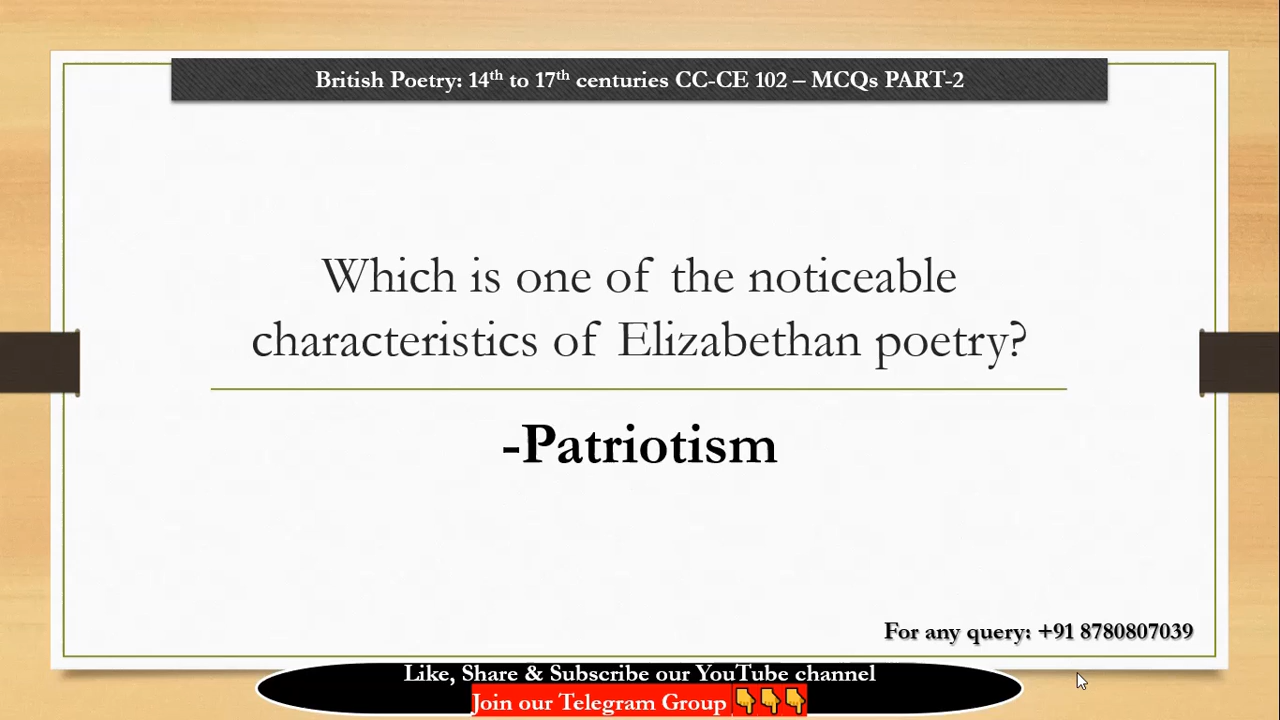 British Poetry: 14th to 17th centuries CC-CE 102 – MCQs PART-2
Which is one of the noticeable
characteristics of Elizabethan poetry?
-Patriotism
For any query: +91 8780807039
Like, Share & Subscribe our YouTube channel
Join our Telegram Group 👇👇👇